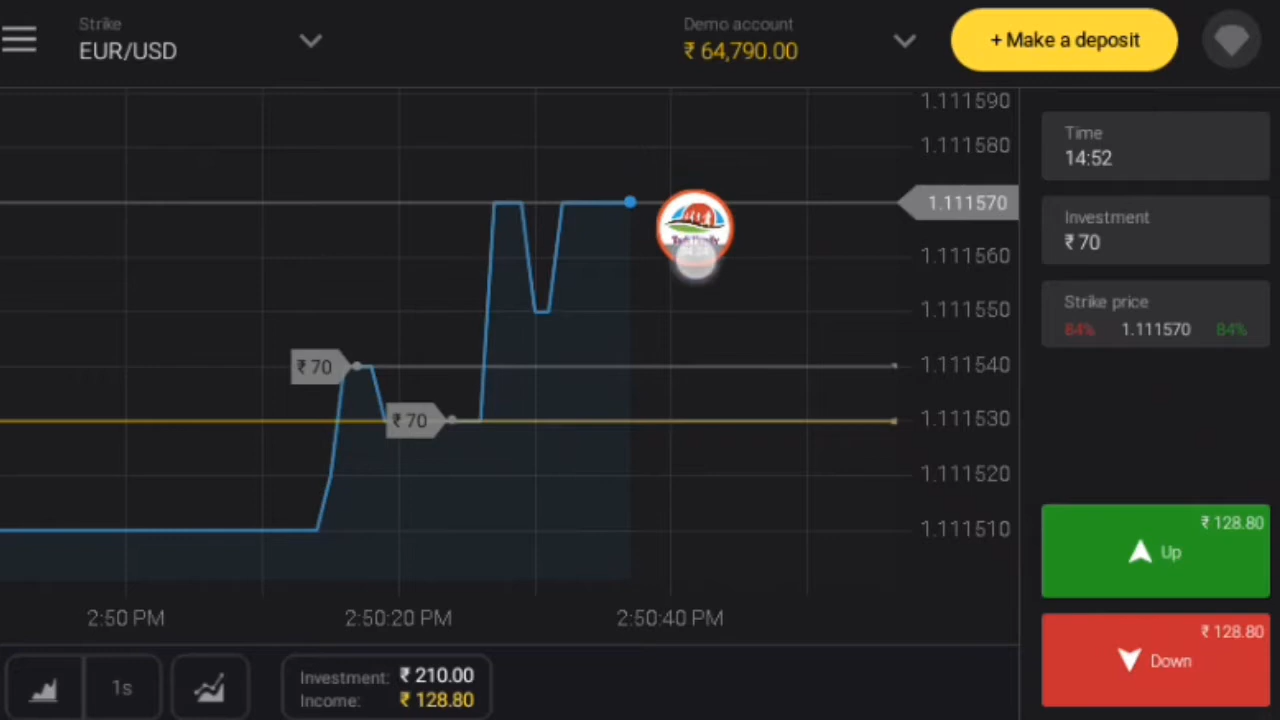 Strike
EUR/USD
Demo account
₹ 64,790.00
+ Make a deposit
1.111590
1.111580
1.111570
1.111560
1.111550
1.111540
1.111530
1.111520
1.111510
₹ 70
₹ 70
2:50 PM
2:50:20 PM
2:50:40 PM
Time
14:52
Investment
₹ 70
Strike price
84% 1.111570 84%
₹ 128.80
Up
₹ 128.80
Down
1s
Investment: ₹ 210.00
Income: ₹ 128.80